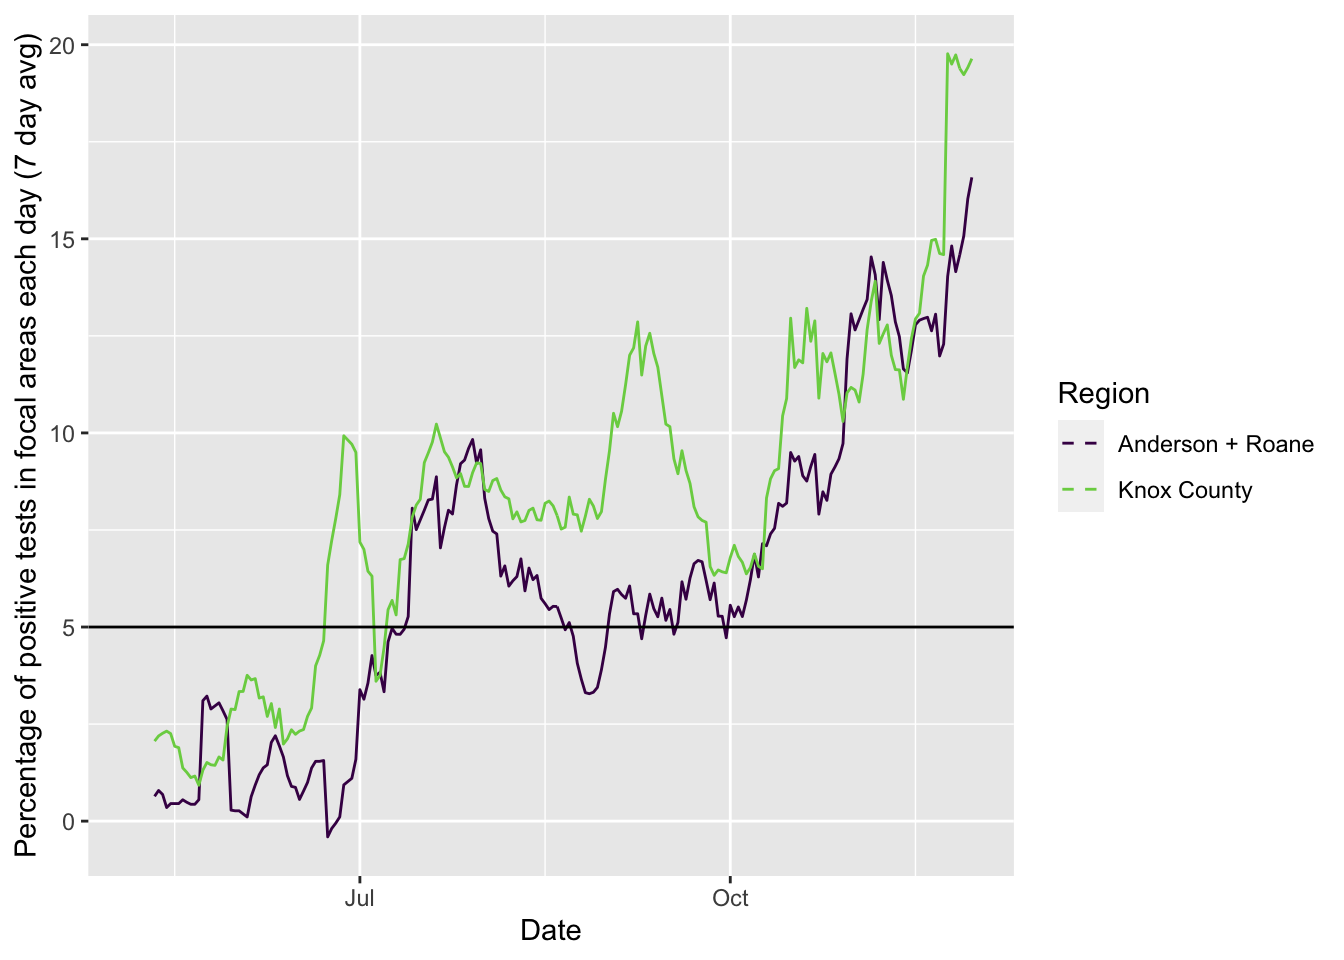 Percentage of positive tests in focal areas each day (7 day avg)
20
15
10
5
0
Jul
Oct
Date
Region
Anderson + Roane
Knox County